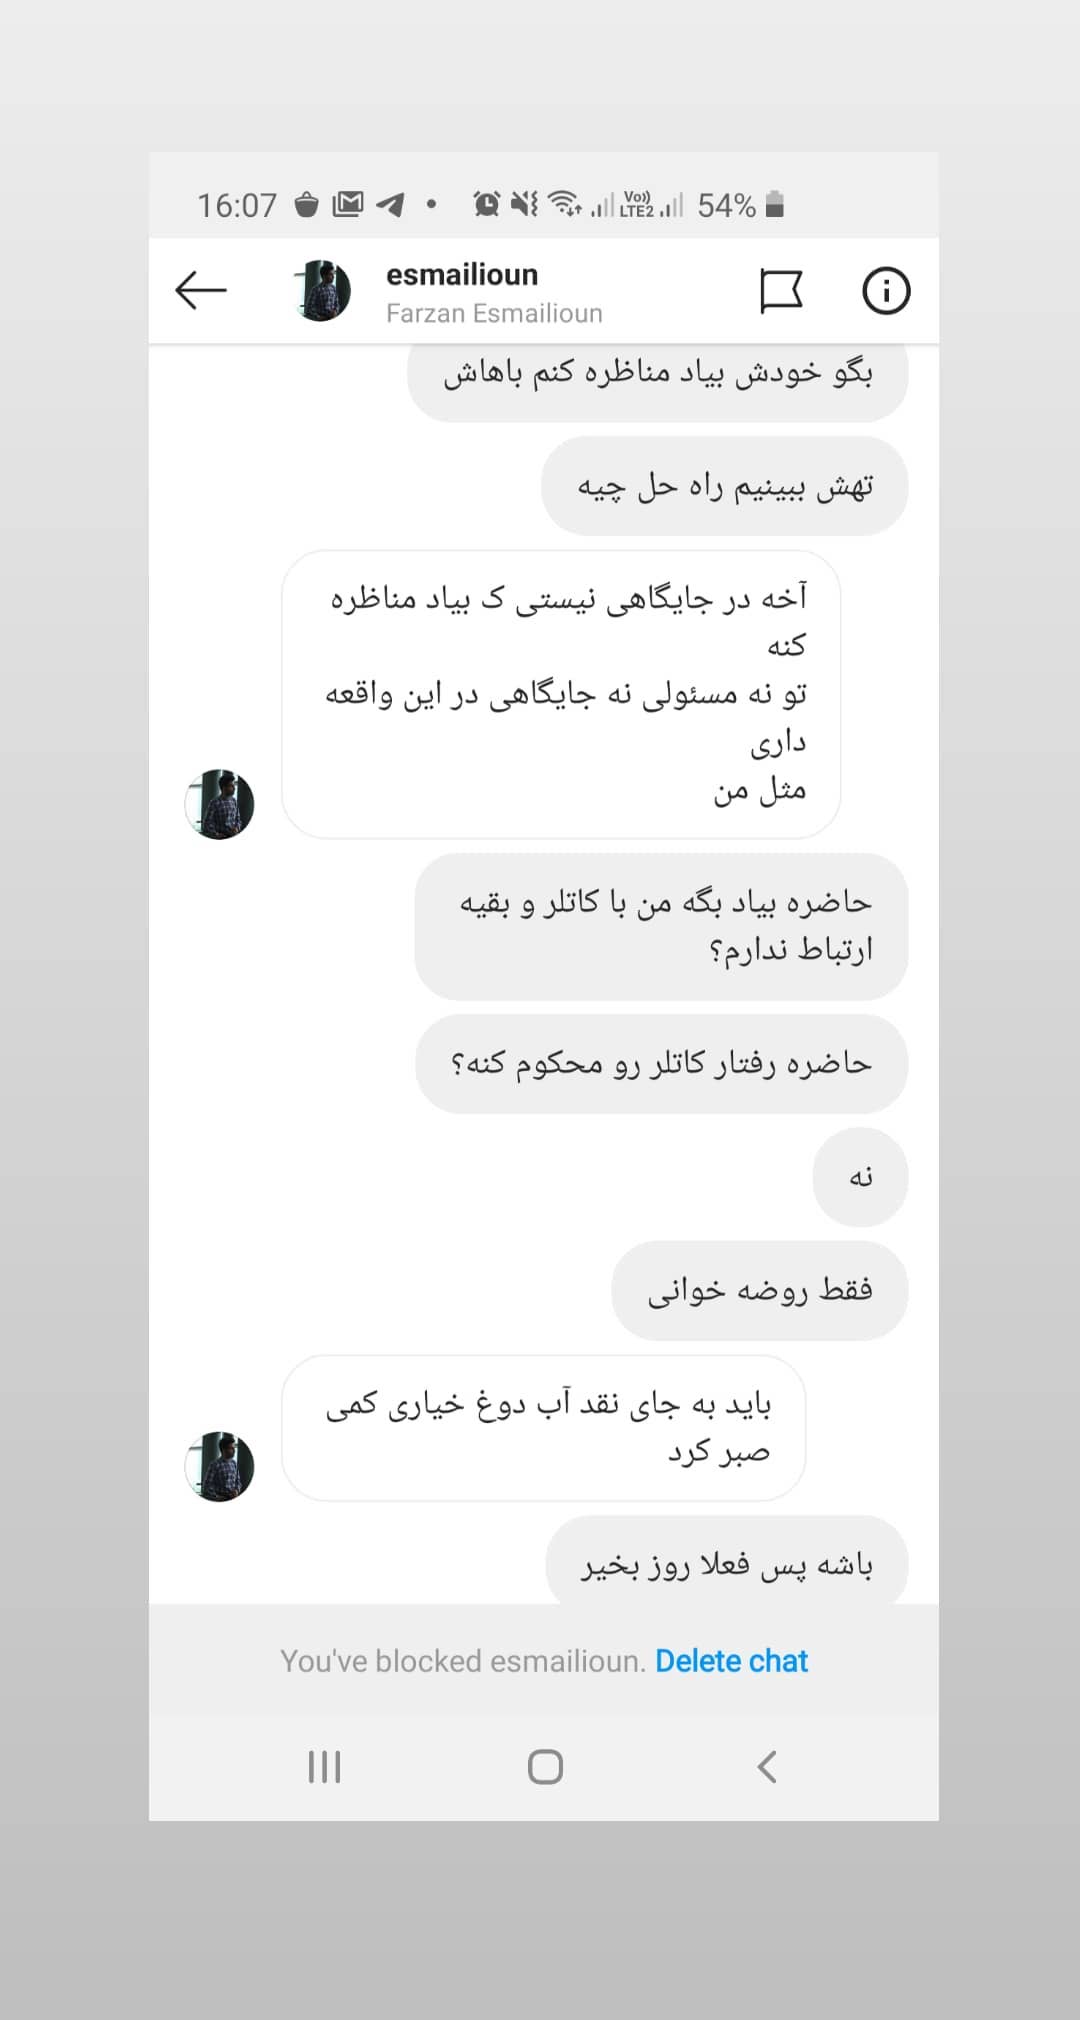 16:07
Vo))
LTE2
54%
esmailioun
Farzan Esmailioun
بگو خودش بیاد مناظره کنم باهاش
تهش ببینیم راه حل چیه
آخه در جایگاهی نیستی ک بیاد مناظره
کنه
تو نه مسئولی نه جایگاهی در این واقعه
داری
مثل من
حاضره بیاد بگه من با کاتلر و بقیه
ارتباط ندارم؟
حاضره رفتار کاتلر رو محکوم کنه؟
نه
فقط روضه خوانی
باید به جای نقد آب دوغ خیاری کمی
صبر کرد
باشه پس فعلا روز بخیر
You've blocked esmailioun. Delete chat